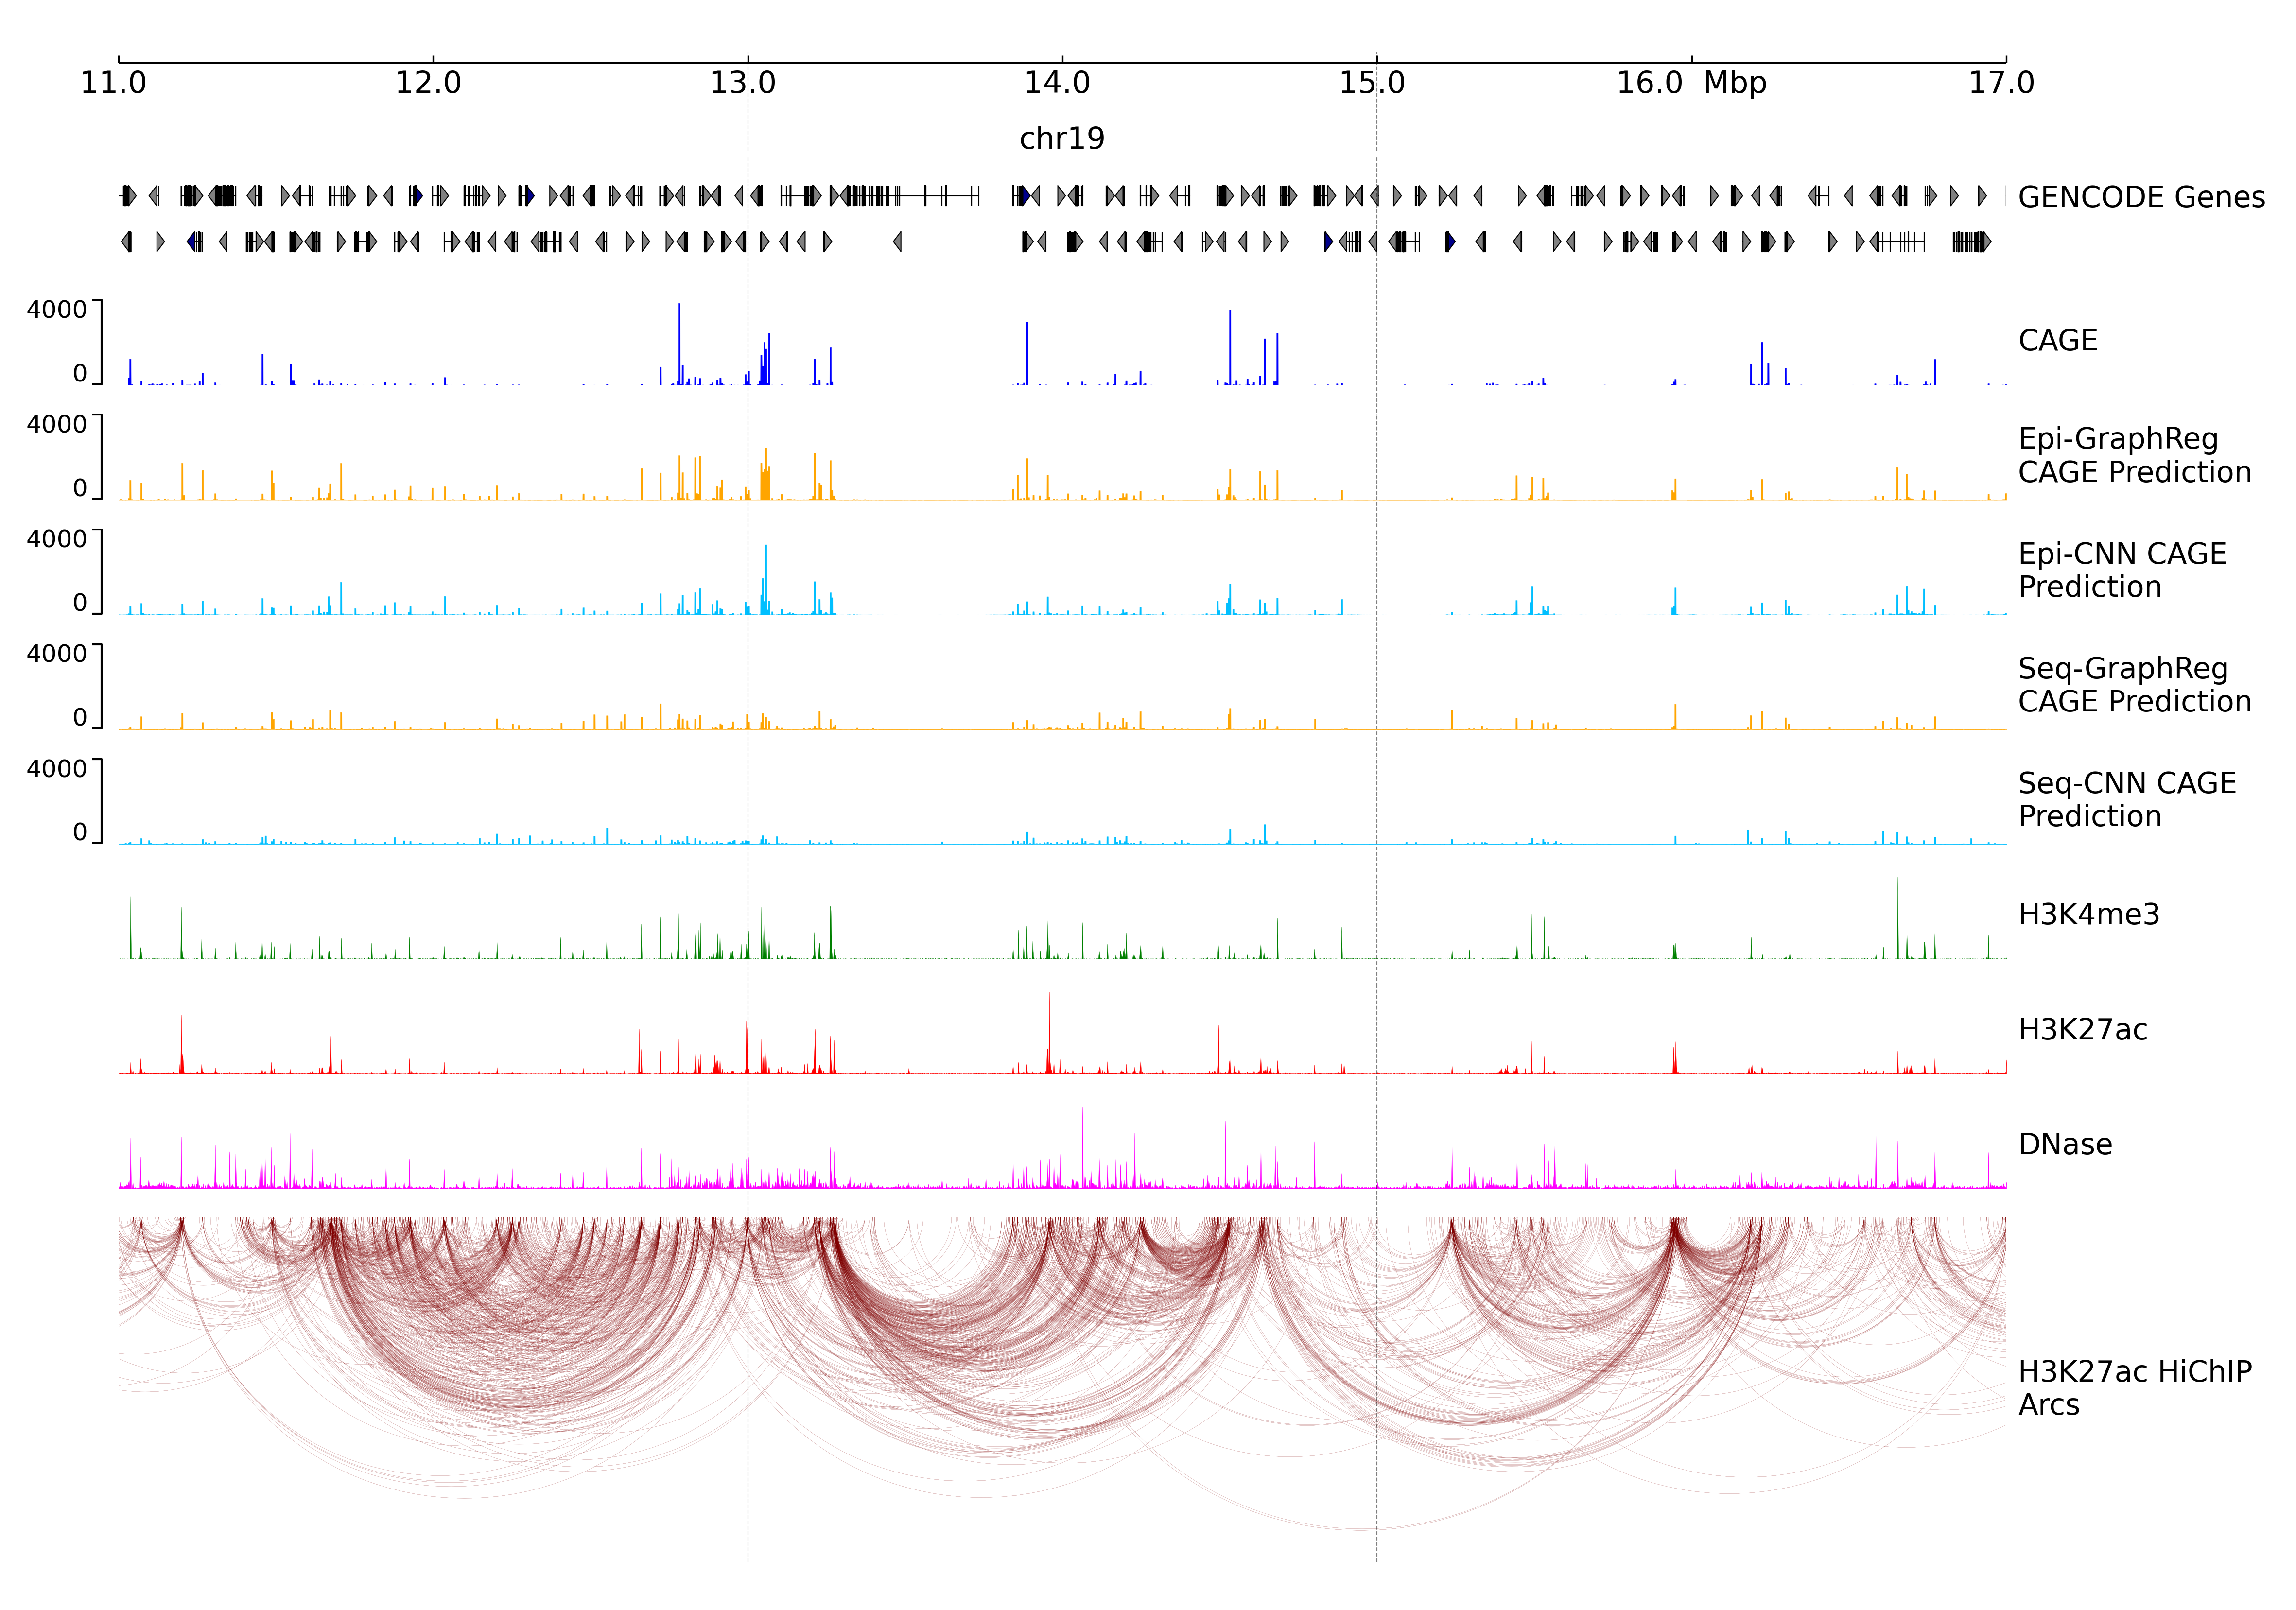 11.0 12.0 13.0 14.0 15.0 16.0 Mbp 17.0
chr19
GENCODE Genes
4000
0
CAGE
4000
0
Epi-GraphReg
CAGE Prediction
4000
0
Epi-CNN CAGE
Prediction
4000
0
Seq-GraphReg
CAGE Prediction
4000
0
Seq-CNN CAGE
Prediction
H3K4me3
H3K27ac
DNase
H3K27ac HiChIP
Arcs